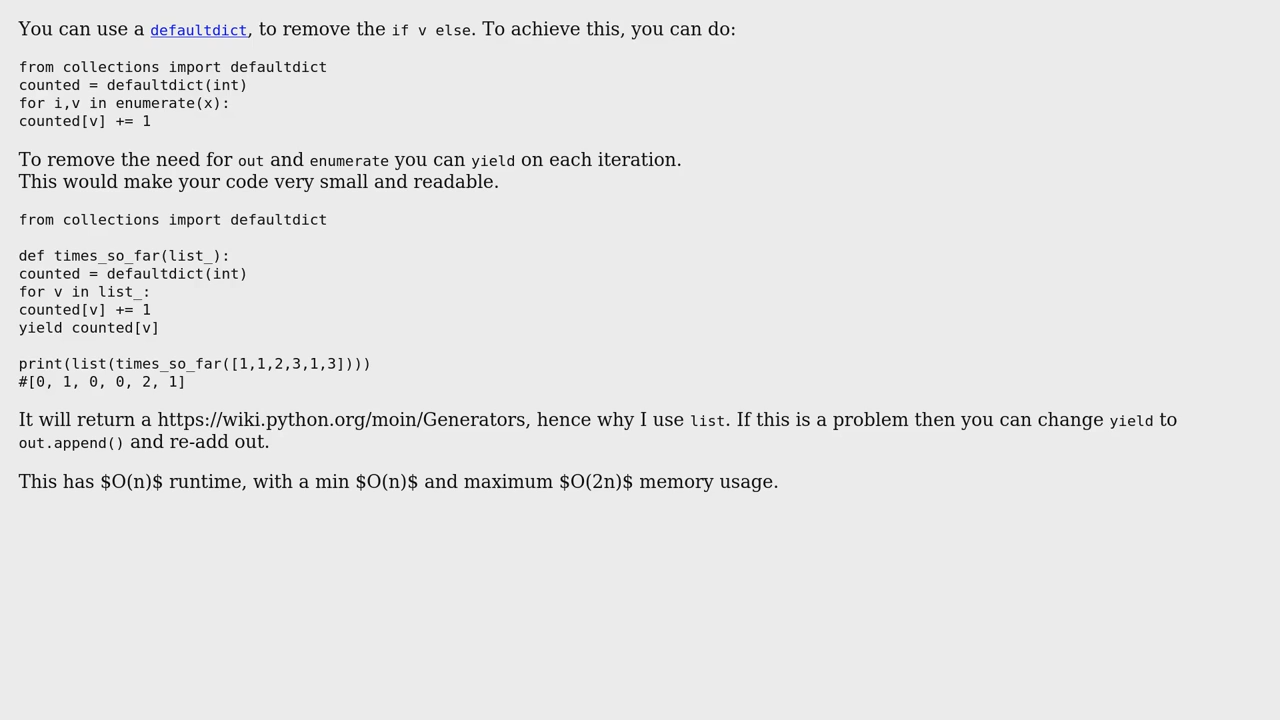 You can use a defaultdict, to remove the if v else. To achieve this, you can do:
from collections import defaultdict
counted = defaultdict(int)
for i,v in enumerate(x):
counted[v] += 1
To remove the need for out and enumerate you can yield on each iteration.
This would make your code very small and readable.
from collections import defaultdict
def times_so_far(list_):
counted = defaultdict(int)
for v in list_:
counted[v] += 1
yield counted[v]
print(list(times_so_far([1,1,2,3,1,3])))
#[0, 1, 0, 0, 2, 1]
It will return a https://wiki.python.org/moin/Generators, hence why I use list. If this is a problem then you can change yield to
out.append() and re-add out.
This has $O(n)$ runtime, with a min $O(n)$ and maximum $O(2n)$ memory usage.